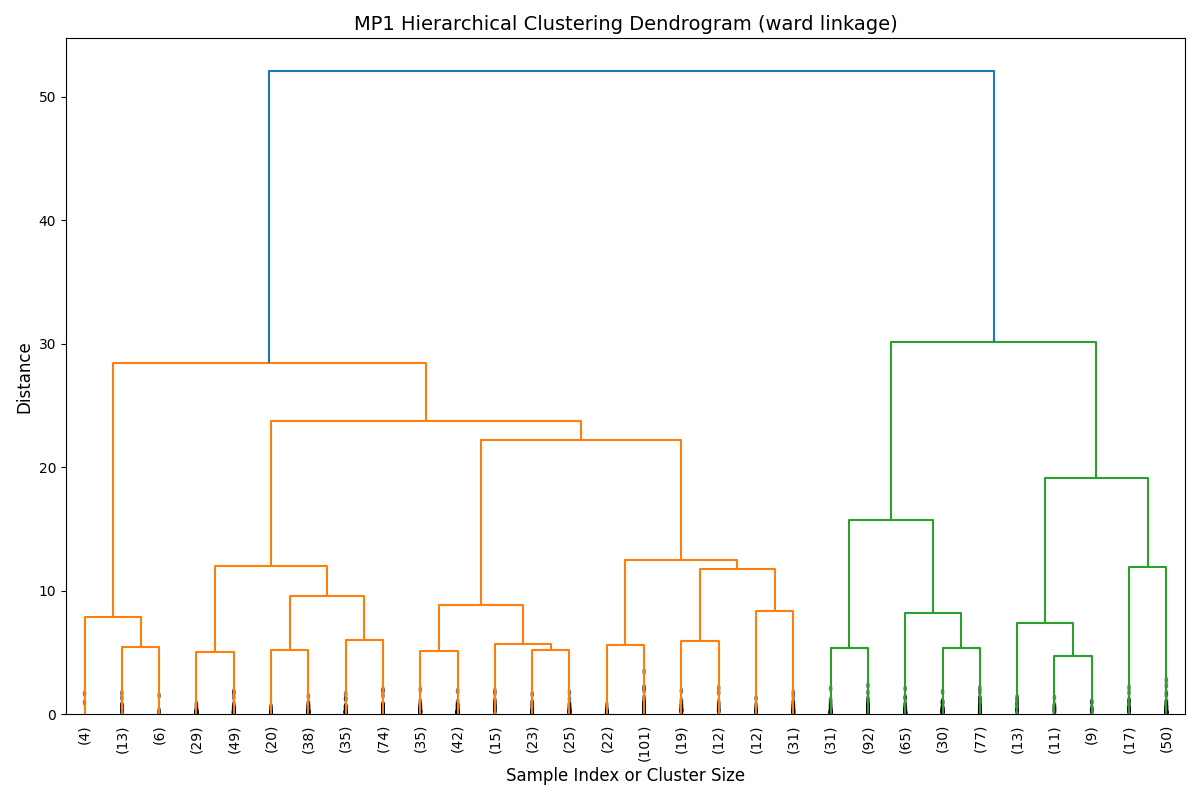 MP1 Hierarchical Clustering Dendrogram (ward linkage)
Distance
50
40
30
20
10
0
(4) (13) (6) (29) (49) (20) (38) (35) (74) (35) (42) (15) (23) (25) (22) (101) (19) (12) (12) (31) (31) (92) (65) (30) (77) (13) (11) (9) (17) (50)
Sample Index or Cluster Size